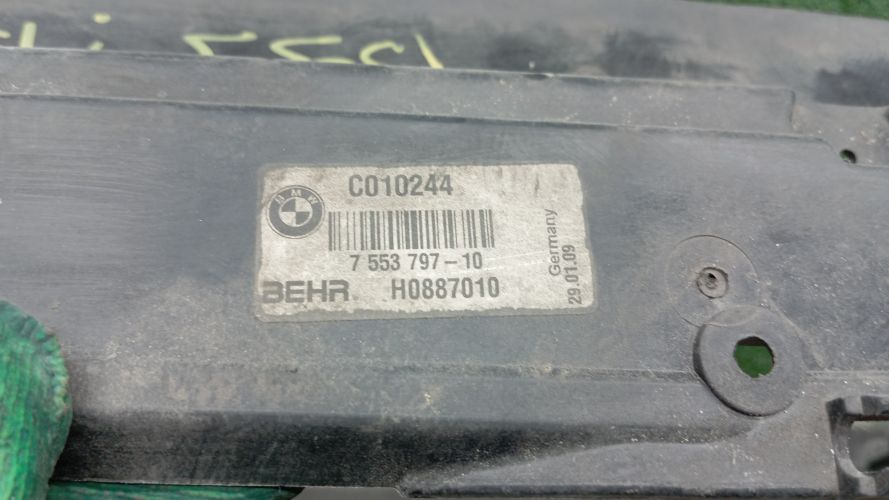 C010244
BMW
7 553 797-10
BEHR H0887010
Germany
29.01.09